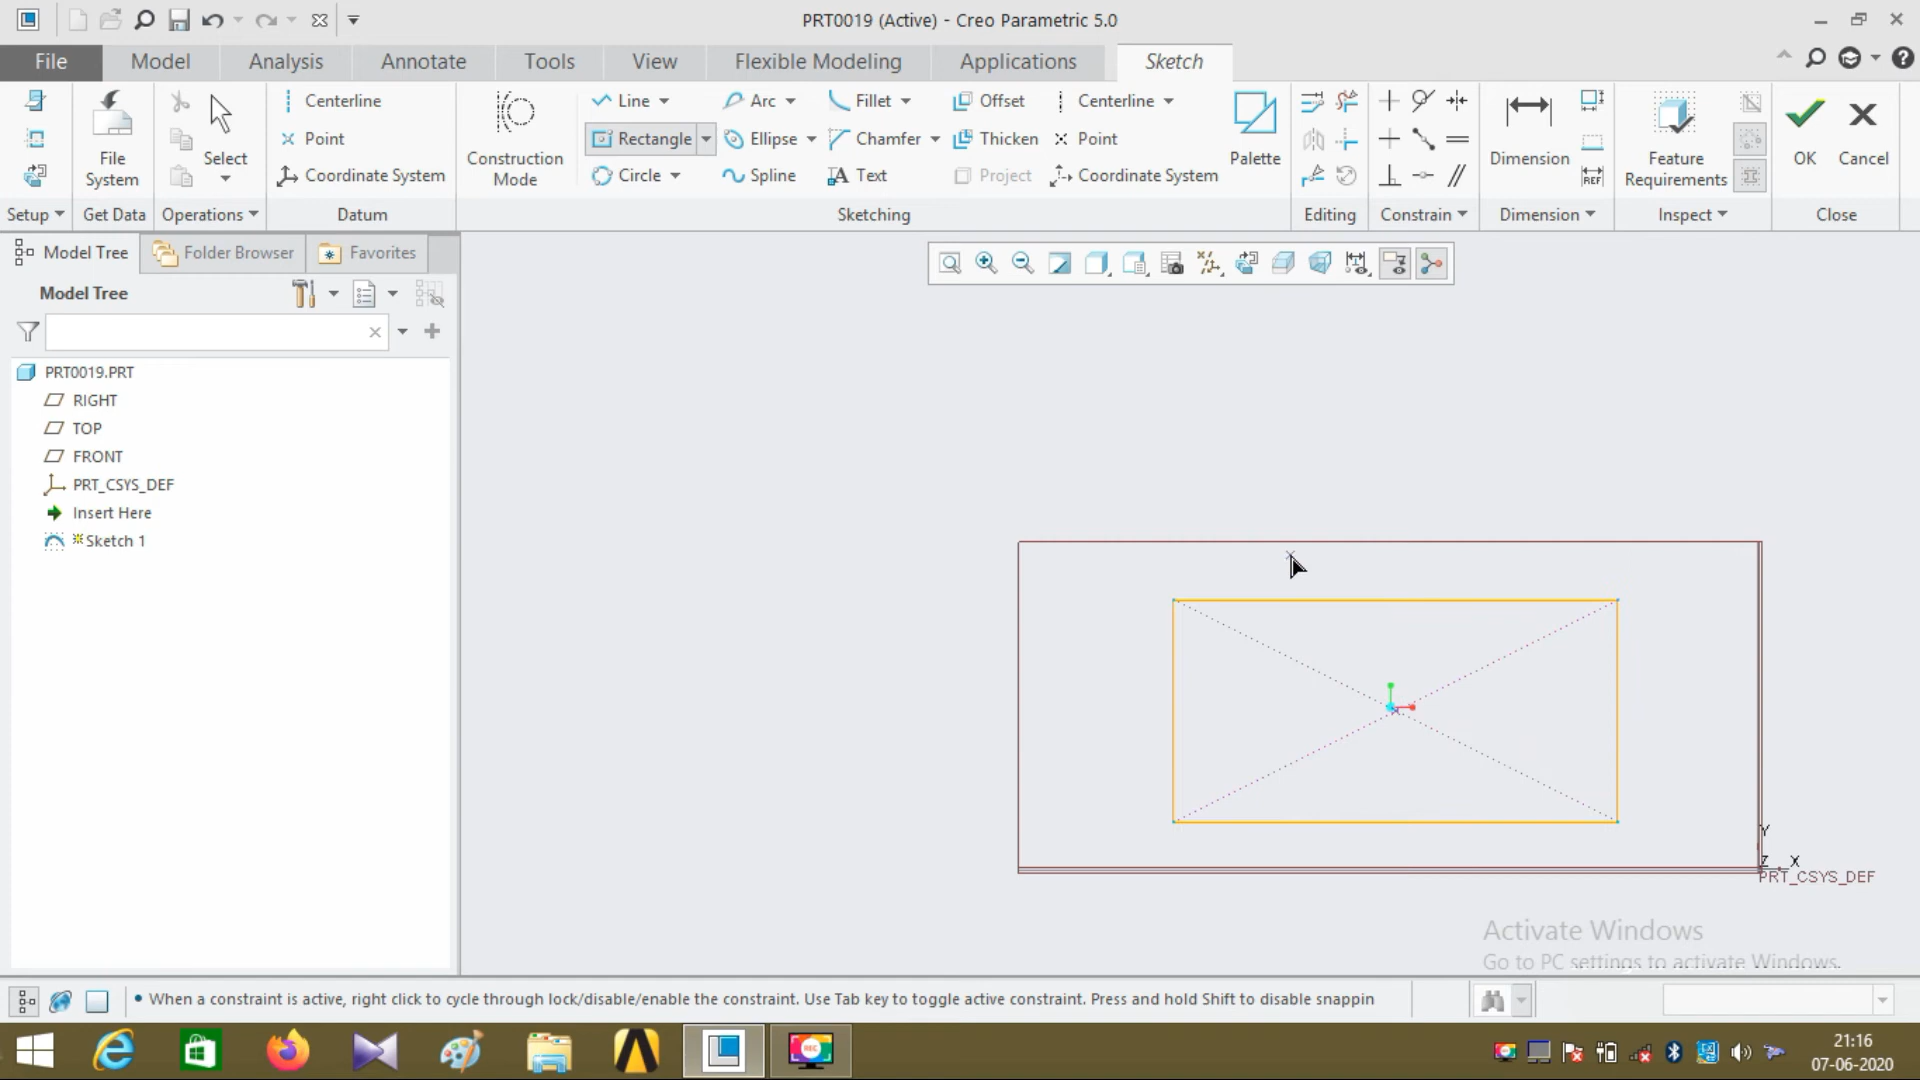 PRT0019 (Active) - Creo Parametric 5.0
File Model Analysis Annotate Tools View Flexible Modeling Applications Sketch
Centerline
Point
Coordinate System
File System
Select
Construction Mode
Line
Arc
Fillet
Offset
Centerline
Rectangle
Ellipse
Chamfer
Thicken
Point
Circle
Spline
Text
Project
Coordinate System
Palette
Dimension
REF
Feature Requirements
OK
Cancel
Setup Get Data Operations Datum Sketching Editing Constrain Dimension Inspect Close
Model Tree Folder Browser Favorites
Model Tree
PRT0019.PRT
RIGHT
TOP
FRONT
PRT_CSYS_DEF
Insert Here
Sketch 1
Y
Z X
PRT_CSYS_DEF
Activate Windows
Go to PC settings to activate Windows.
• When a constraint is active, right click to cycle through lock/disable/enable the constraint. Use Tab key to toggle active constraint. Press and hold Shift to disable snappin
REC
21:16
07-06-2020